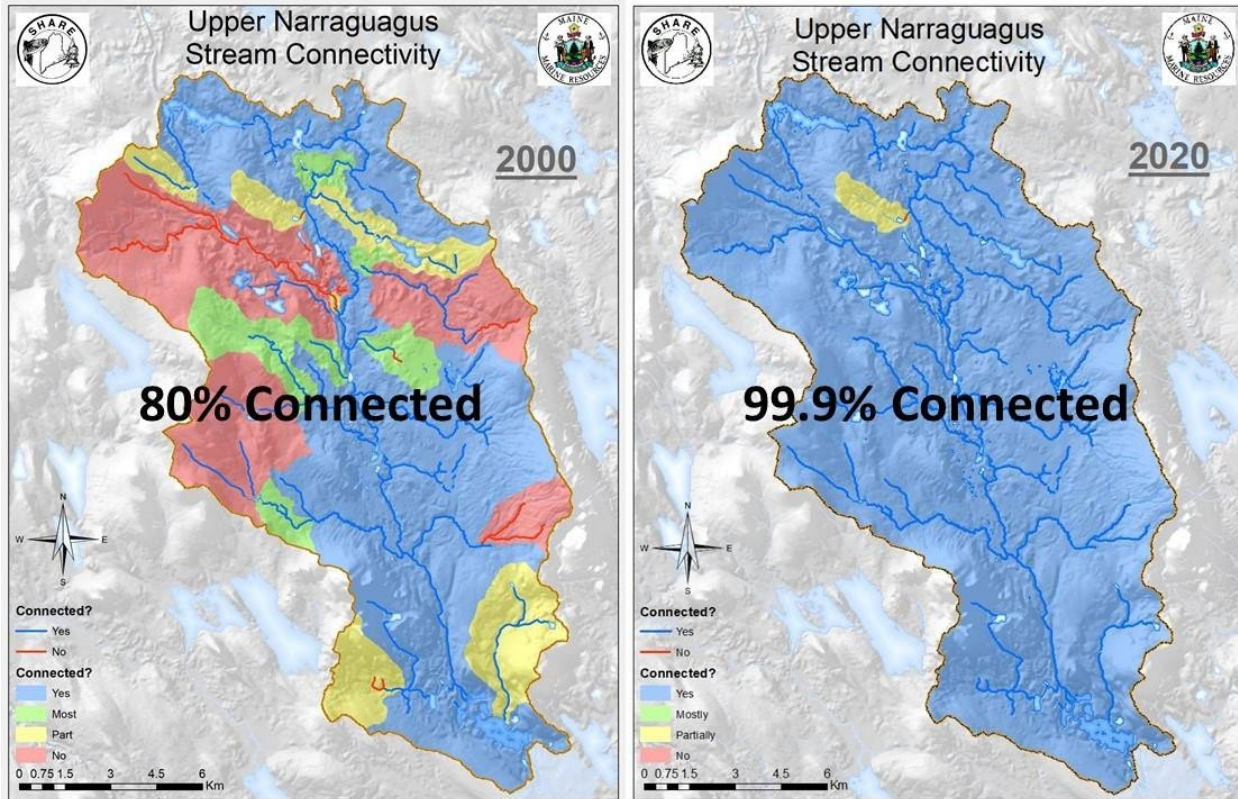 SHARE
Upper Narraguagus
Stream Connectivity
MAINE
MARINE RESOURCES
2000
80% Connected
N
W E
S
Connected?
Yes
No
Connected?
Yes
Most
Part
No
0 0.75 1.5 3 4.5 6
Km
SHARE
Upper Narraguagus
Stream Connectivity
MAINE
MARINE RESOURCES
2020
99.9% Connected
N
W E
S
Connected?
Yes
No
Connected?
Yes
Mostly
Partially
No
0 0.75 1.5 3 4.5 6
Km